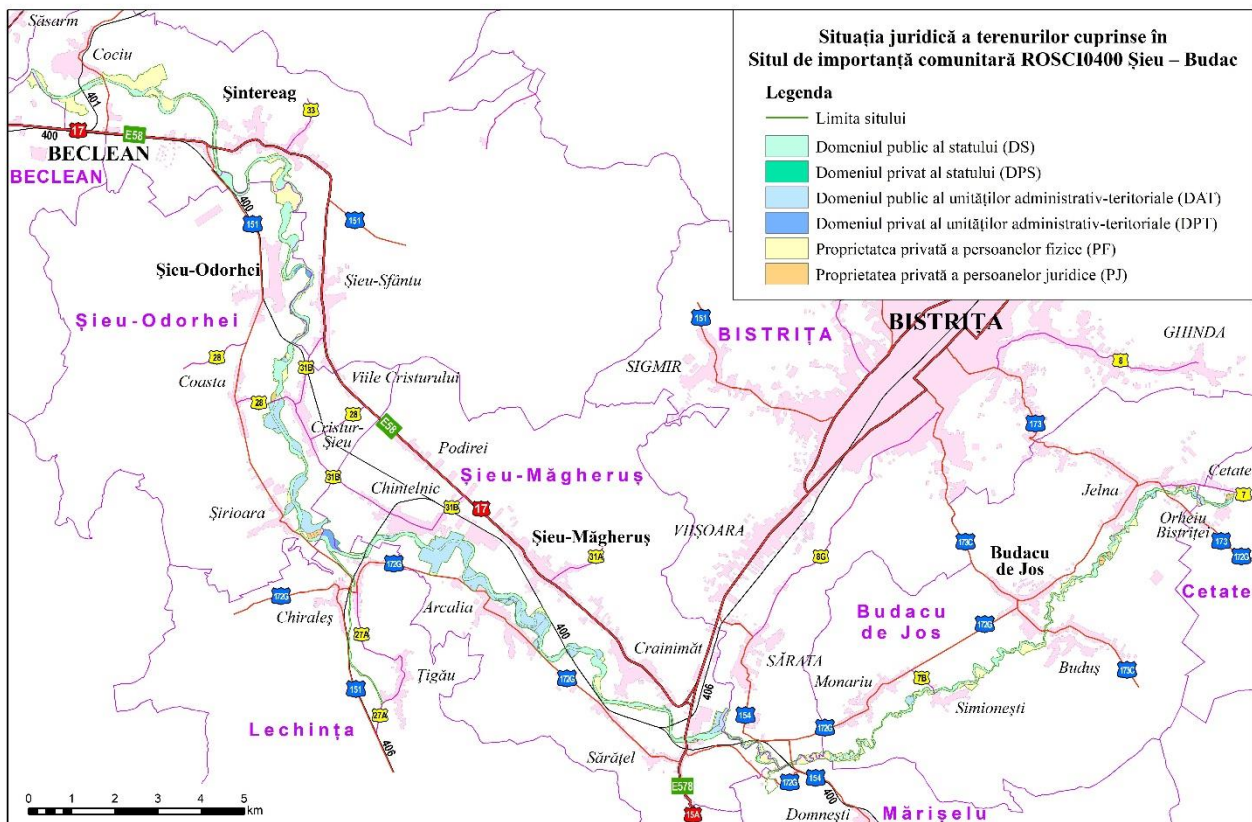 Situația juridică a terenurilor cuprinse în
Situl de importanță comunitară ROSCI0400 Șieu – Budac
Legenda
Limita sitului
Domeniul public al statului (DS)
Domeniul privat al statului (DPS)
Domeniul public al unităților administrativ-teritoriale (DAT)
Domeniul privat al unităților administrativ-teritoriale (DPT)
Proprietatea privată a persoanelor fizice (PF)
Proprietatea privată a persoanelor juridice (PJ)
Săsarm
Cociu
401
400
17
E58
BECLEAN
BECLEAN
Șintereag
33
400
151
151
Șieu-Odorhei
Șieu-Sfântu
Șieu-Odorhei
28
Coasta
31B
Viile Cristurului
28
28
E58
Cristur-
Șieu
Podirei
31B
Chintelnic
Șieu-Măgheruș
31B
17
Șirioara
Șieu-Măgheruș
31A
172G
172G
Chiraleș
Arcalia
27A
400
Țigău
151
27A
406
Lechința
172G
Crainimăt
406
Sărățel
E578
15A
151
BISTRIȚA
BISTRIȚA
SIGMIR
GHINDA
8
173
VIIȘOARA
8G
173C
Jelna
Cetate
7
Orheiu
Bistriței
173
172G
Cetate
Budacu
de Jos
Budacu
de Jos
172G
Buduș
173C
SĂRATA
Monariu
7B
Simionești
154
172G
172G
154
400
Domnești
Mărișelu
0 1 2 3 4 5
km